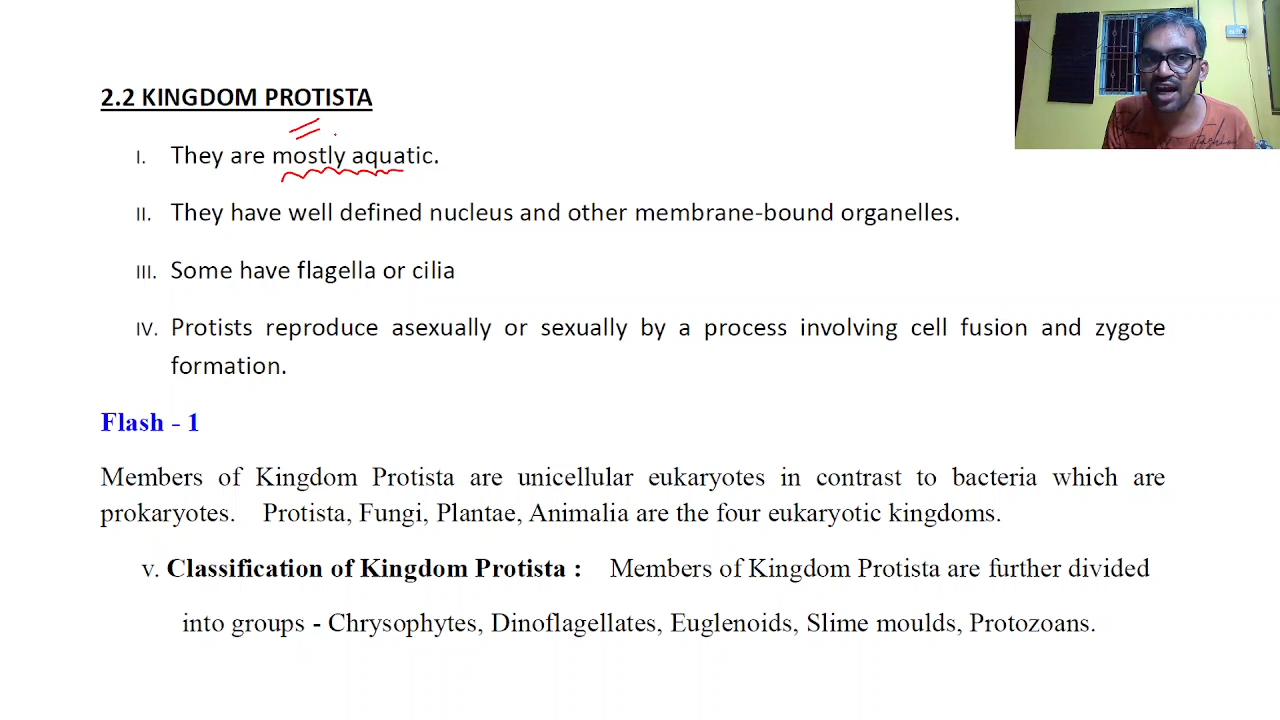 2.2 KINGDOM PROTISTA
I. They are mostly aquatic.
II. They have well defined nucleus and other membrane-bound organelles.
III. Some have flagella or cilia
IV. Protists reproduce asexually or sexually by a process involving cell fusion and zygote
formation.
Flash - 1
Members of Kingdom Protista are unicellular eukaryotes in contrast to bacteria which are
prokaryotes. Protista, Fungi, Plantae, Animalia are the four eukaryotic kingdoms.
v. Classification of Kingdom Protista : Members of Kingdom Protista are further divided
into groups - Chrysophytes, Dinoflagellates, Euglenoids, Slime moulds, Protozoans.